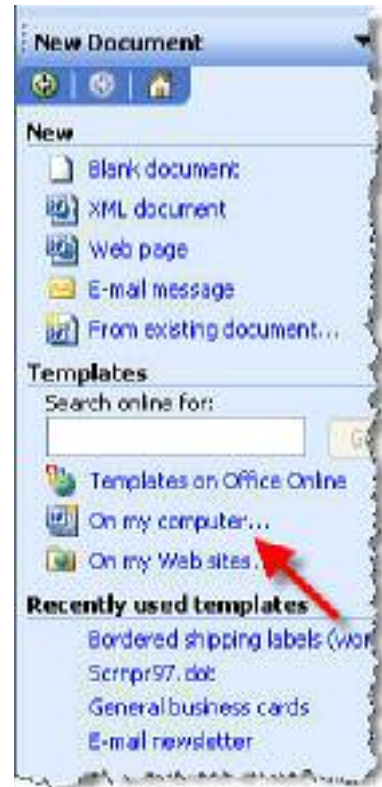 New Document
New
Blank document
XML document
Web page
E-mail message
From existing document...
Templates
Search online for:
Templates on Office Online
On my computer...
On my Web sites...
Recently used templates
Bordered shipping labels (wor
Scrnpr97.dot
General business cards
E-mail newsletter